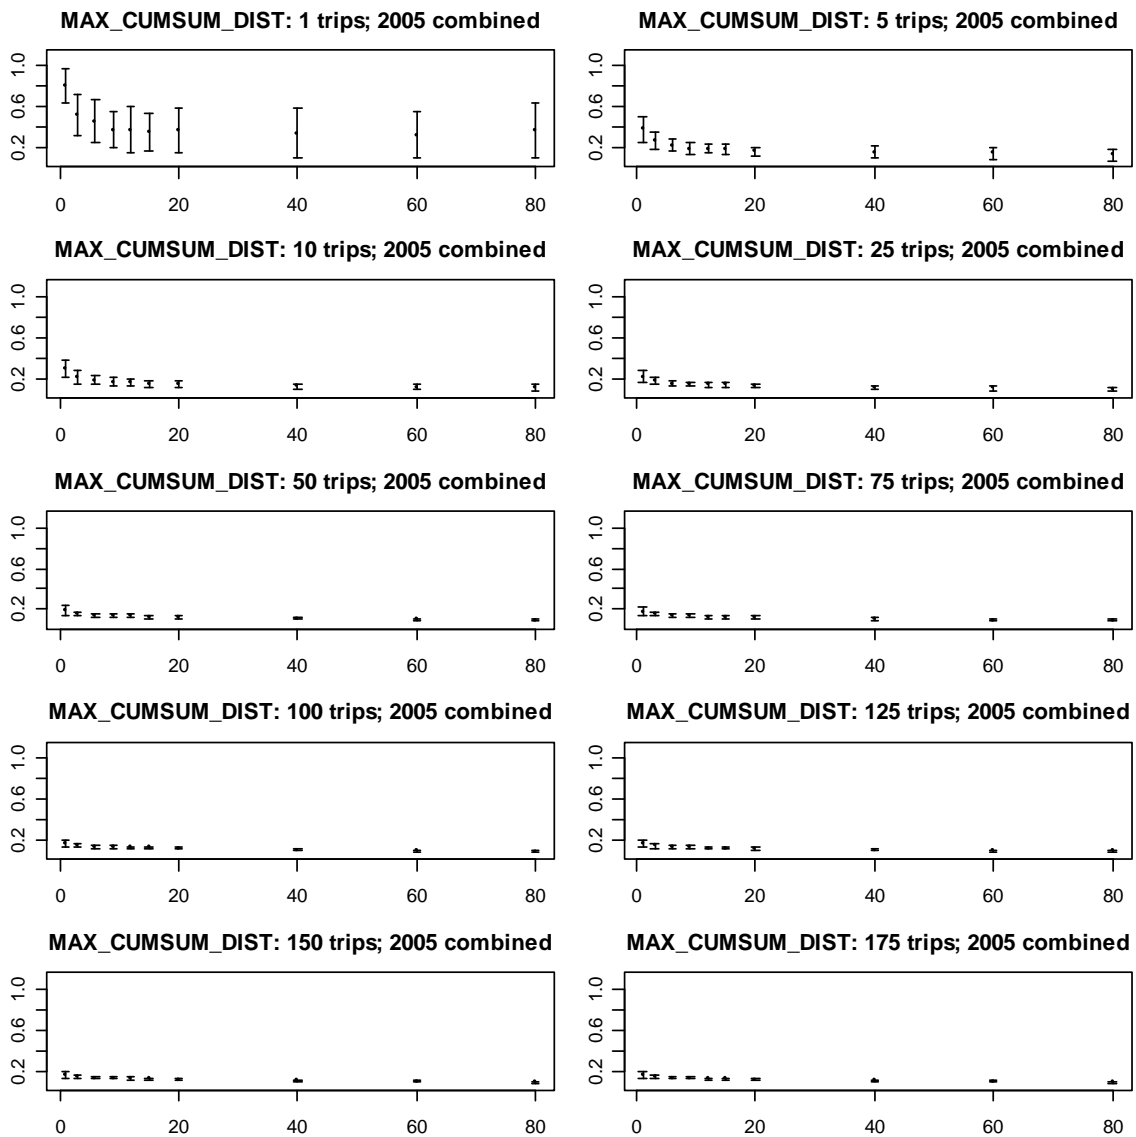 MAX_CUMSUM_DIST: 1 trips; 2005 combined
0.2 0.6 1.0
0 20 40 60 80
MAX_CUMSUM_DIST: 5 trips; 2005 combined
0.2 0.6 1.0
0 20 40 60 80
MAX_CUMSUM_DIST: 10 trips; 2005 combined
0.2 0.6 1.0
0 20 40 60 80
MAX_CUMSUM_DIST: 25 trips; 2005 combined
0.2 0.6 1.0
0 20 40 60 80
MAX_CUMSUM_DIST: 50 trips; 2005 combined
0.2 0.6 1.0
0 20 40 60 80
MAX_CUMSUM_DIST: 75 trips; 2005 combined
0.2 0.6 1.0
0 20 40 60 80
MAX_CUMSUM_DIST: 100 trips; 2005 combined
0.2 0.6 1.0
0 20 40 60 80
MAX_CUMSUM_DIST: 125 trips; 2005 combined
0.2 0.6 1.0
0 20 40 60 80
MAX_CUMSUM_DIST: 150 trips; 2005 combined
0.2 0.6 1.0
0 20 40 60 80
MAX_CUMSUM_DIST: 175 trips; 2005 combined
0.2 0.6 1.0
0 20 40 60 80